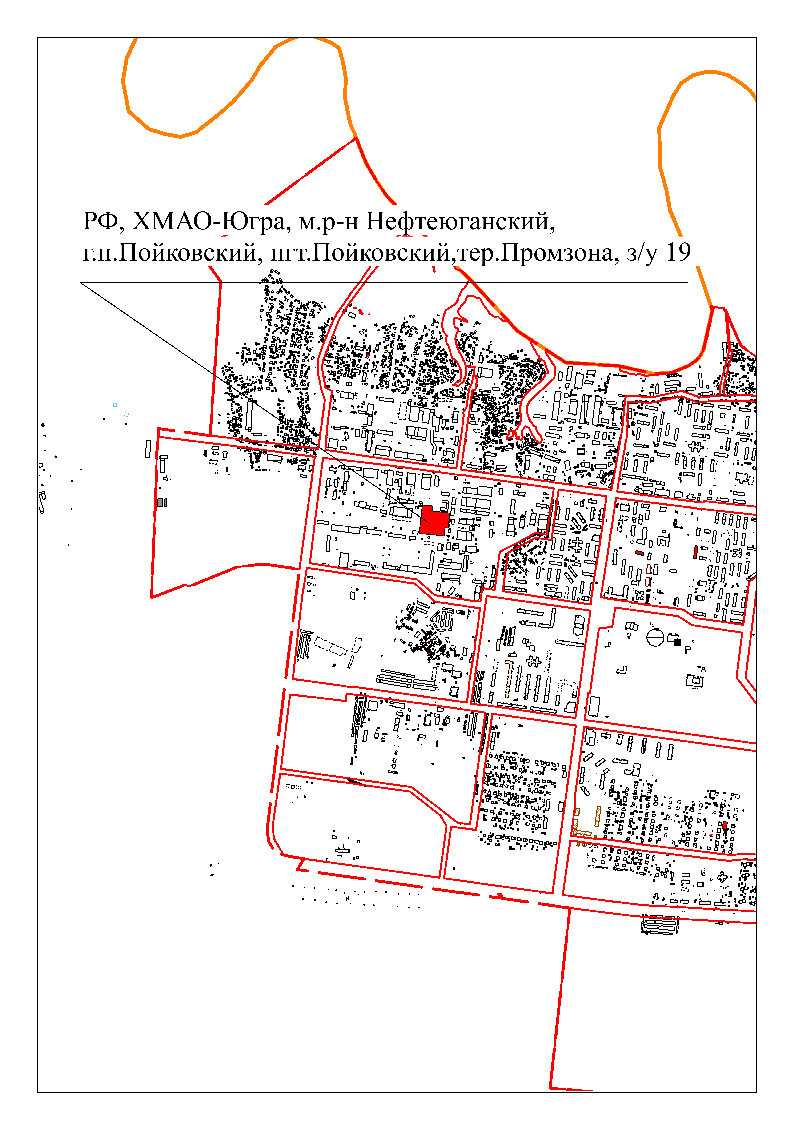 РФ, ХМАО-Югра, м.р-н Нефтеюганский,
г.п.Пойковский, пгт.Пойковский,тер.Промзона, з/у 19